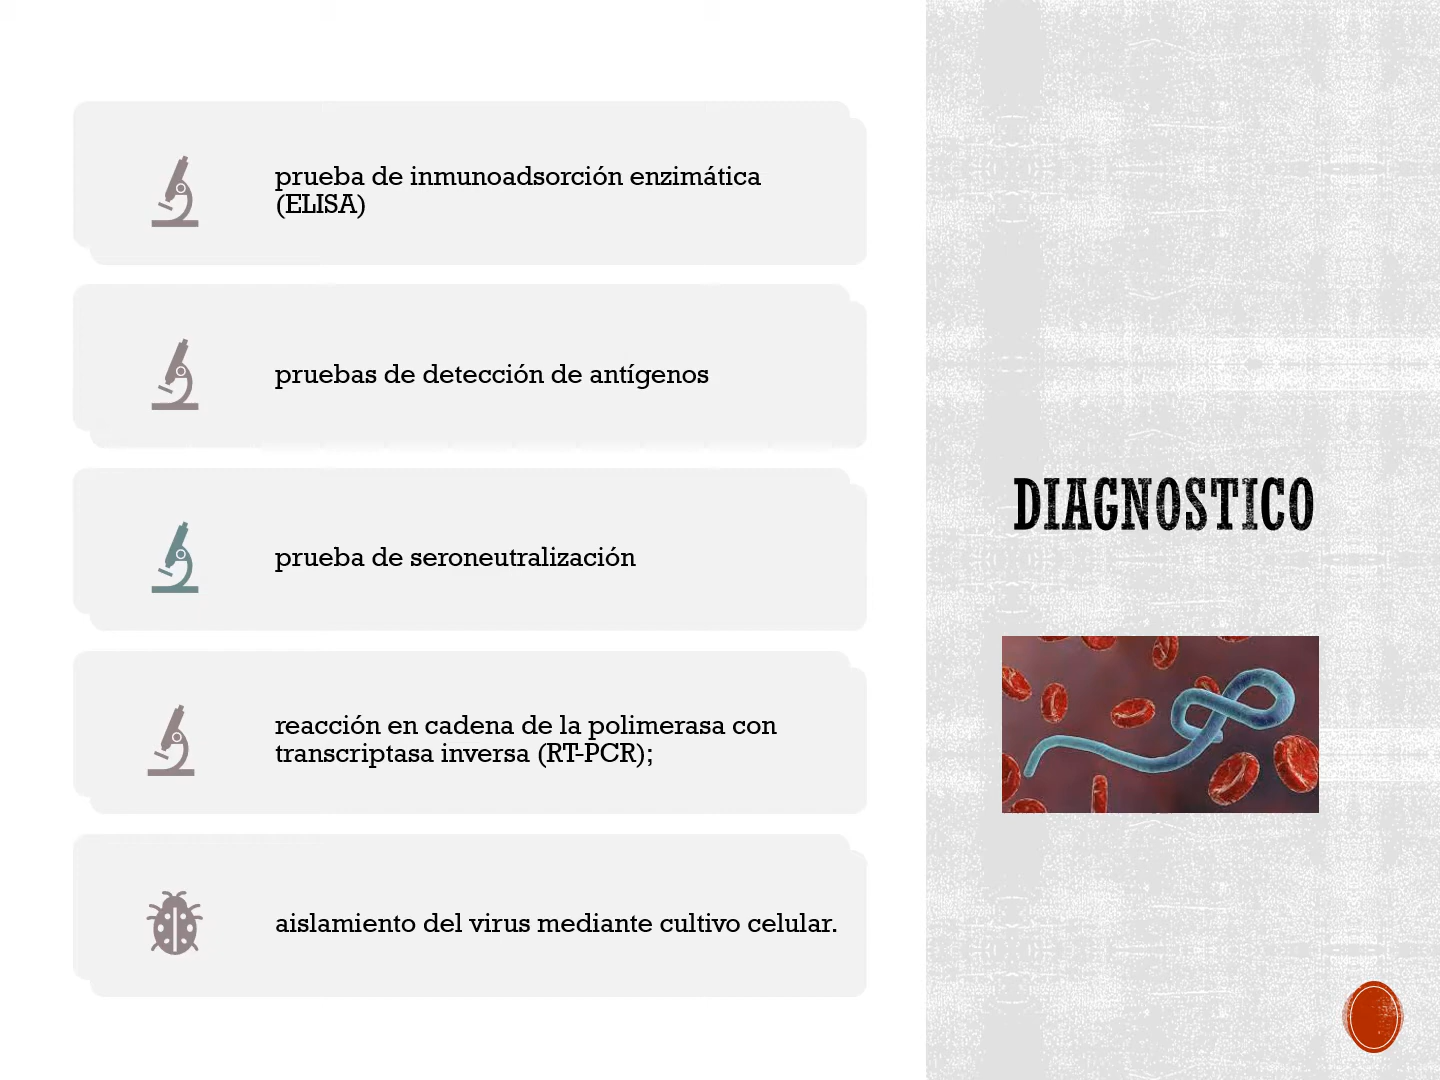 prueba de inmunoadsorción enzimática
(ELISA)
pruebas de detección de antígenos
prueba de seroneutralización
reacción en cadena de la polimerasa con
transcriptasa inversa (RT-PCR);
aislamiento del virus mediante cultivo celular.
DIAGNOSTICO